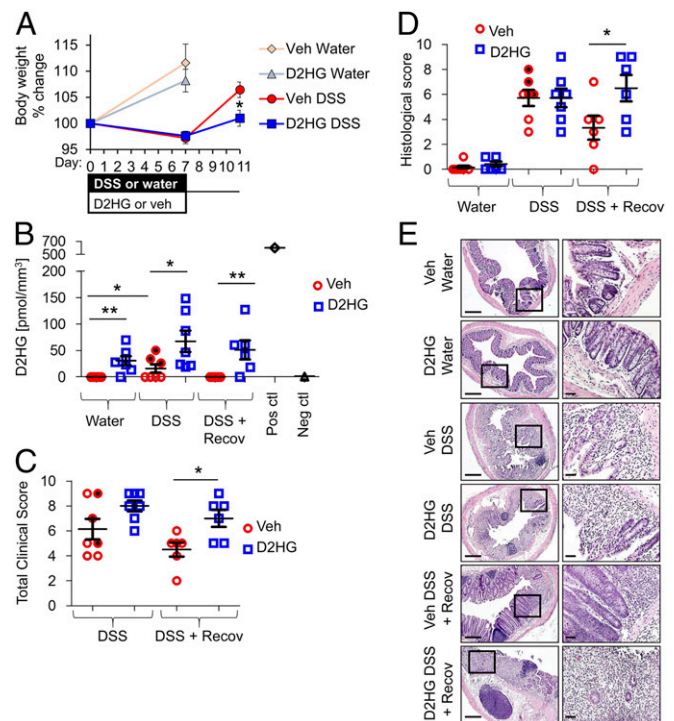 A
Body weight
% change
115
110
105
100
95
Day: 0 1 2 3 4 5 6 7 8 9 10 11
*
Veh Water
D2HG Water
Veh DSS
D2HG DSS
DSS or water
D2HG or veh
B
D2HG [pmol/mm³]
700
500
200
150
100
50
0
* * **
**
Veh
D2HG
Water
DSS
DSS +
Recov
Pos ctl
Neg ctl
C
Total Clinical Score
10
8
6
4
2
0
*
Veh
D2HG
DSS
DSS + Recov
D
Veh
D2HG
Histological score
10
8
6
4
2
0
*
Water
DSS
DSS + Recov
E
Veh
Water
D2HG
Water
Veh
DSS
D2HG
DSS
Veh DSS
+ Recov
D2HG DSS
+ Recov